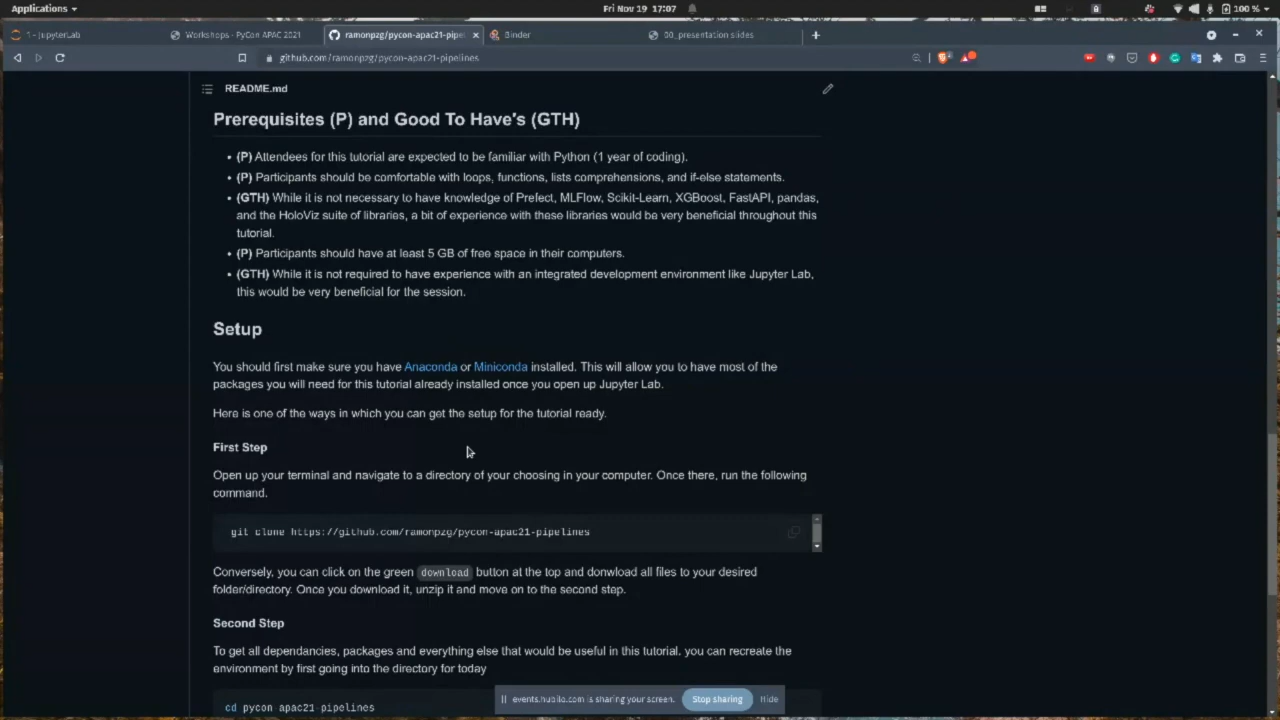 Applications
Fri Nov 19 17:07
100 %
1 - JupyterLab
Workshops - PyCon APAC 2021
ramonpzg/pycon-apac21-pipel
Binder
00_presentation slides
github.com/ramonpzg/pycon-apac21-pipelines
README.md
Prerequisites (P) and Good To Have's (GTH)
• (P) Attendees for this tutorial are expected to be familiar with Python (1 year of coding).
• (P) Participants should be comfortable with loops, functions, lists comprehensions, and if-else statements.
• (GTH) While it is not necessary to have knowledge of Prefect, MLFlow, Scikit-Learn, XGBoost, FastAPI, pandas,
and the HoloViz suite of libraries, a bit of experience with these libraries would be very beneficial throughout this
tutorial.
• (P) Participants should have at least 5 GB of free space in their computers.
• (GTH) While it is not required to have experience with an integrated development environment like Jupyter Lab,
this would be very beneficial for the session.
Setup
You should first make sure you have Anaconda or Miniconda installed. This will allow you to have most of the
packages you will need for this tutorial already installed once you open up Jupyter Lab.
Here is one of the ways in which you can get the setup for the tutorial ready.
First Step
Open up your terminal and navigate to a directory of your choosing in your computer. Once there, run the following
command.
git clone https://github.com/ramonpzg/pycon-apac21-pipelines
Conversely, you can click on the green download button at the top and donwload all files to your desired
folder/directory. Once you download it, unzip it and move on to the second step.
Second Step
To get all dependancies, packages and everything else that would be useful in this tutorial. you can recreate the
environment by first going into the directory for today
events.hubilo.com is sharing your screen.
Stop sharing
Hide
cd pycon apac21-pipelines